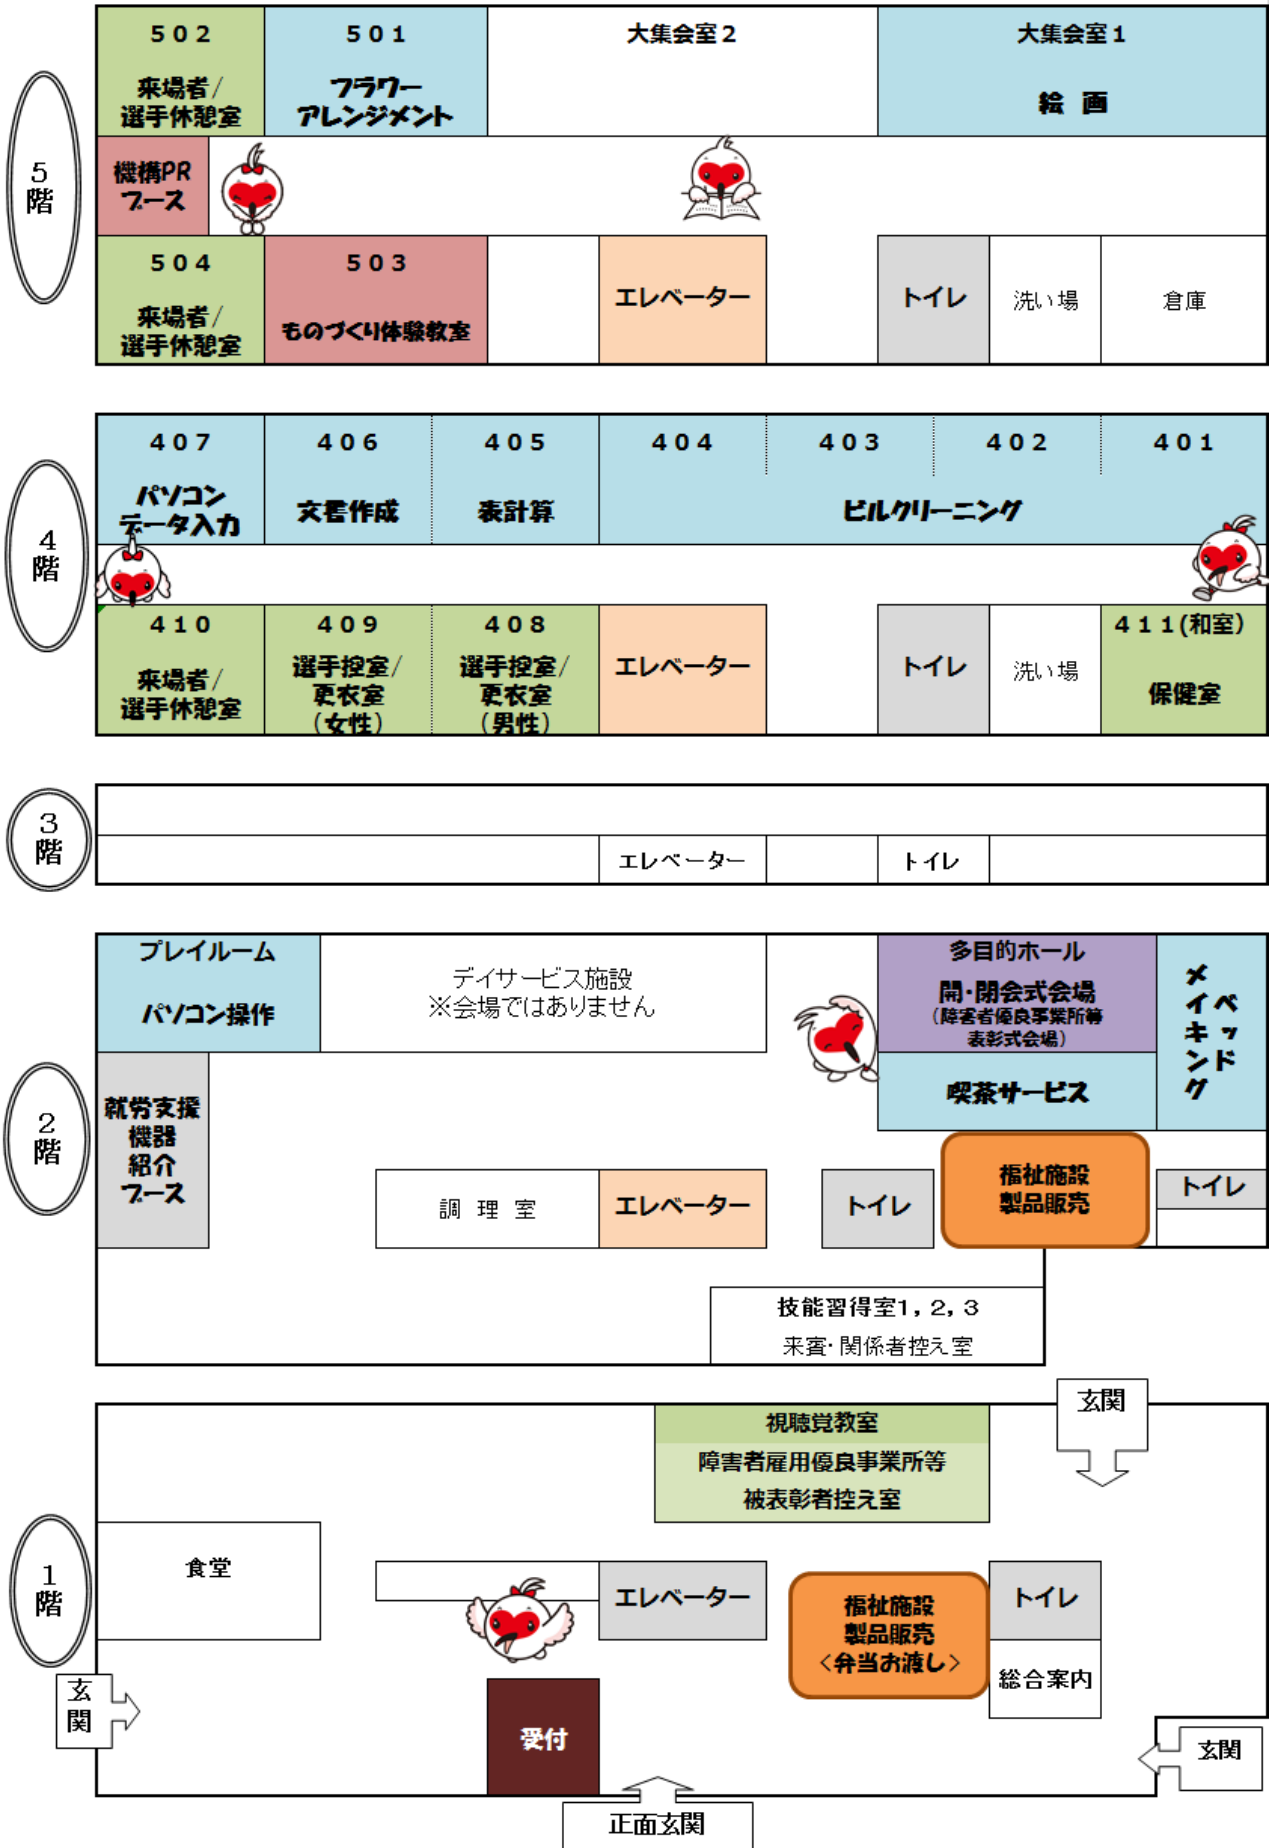 5
階
502
来場者/
選手休憩室
501
フラワー
アレンジメント
大集会室2
大集会室1
絵 画
機構PR
ブース
504
来場者/
選手休憩室
503
ものづくり体験教室
エレベーター
トイレ
洗い場
倉庫
4
階
407
パソコン
データ入力
406
文書作成
405
表計算
404
403
402
401
ビルクリーニング
410
来場者/
選手休憩室
409
選手控室/
更衣室
(女性)
408
選手控室/
更衣室
(男性)
エレベーター
トイレ
洗い場
411(和室)
保健室
3
階
エレベーター
トイレ
2
階
プレイルーム
パソコン操作
デイサービス施設
※会場ではありません
多目的ホール
開・閉会式会場
(障害者優良事業所等
表彰式会場)
喫茶サービス
ベッド
メイキング
就労支援
機器
紹介
ブース
調 理 室
エレベーター
トイレ
福祉施設
製品販売
トイレ
技能習得室1, 2, 3
来賓・関係者控え室
1
階
玄関
視聴覚教室
障害者雇用優良事業所等
被表彰者控え室
食堂
エレベーター
福祉施設
製品販売
<弁当お渡し>
トイレ
総合案内
玄
関
受付
玄関
正面玄関